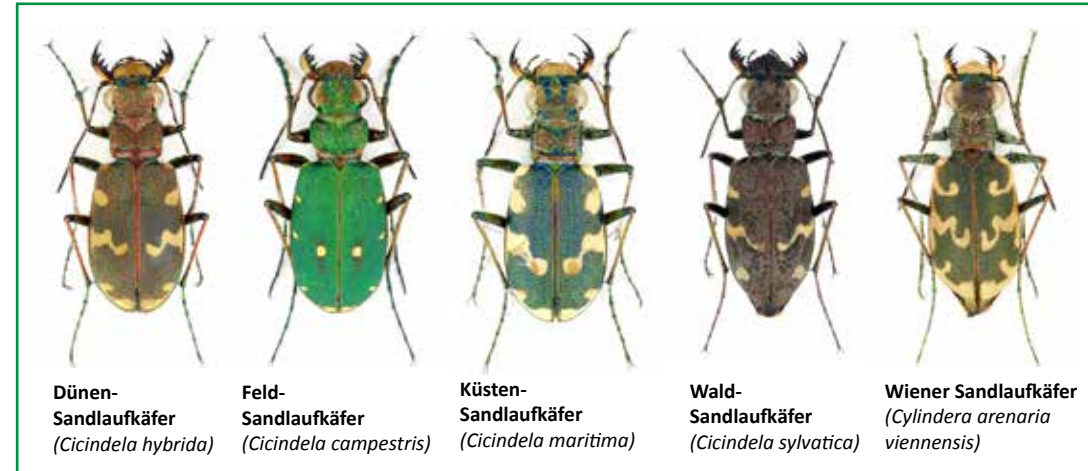 Dünen-
Sandlaufkäfer
(Cicindela hybrida)
Feld-
Sandlaufkäfer
(Cicindela campestris)
Küsten-
Sandlaufkäfer
(Cicindela maritima)
Wald-
Sandlaufkäfer
(Cicindela sylvatica)
Wiener Sandlaufkäfer
(Cylindera arenaria
viennensis)